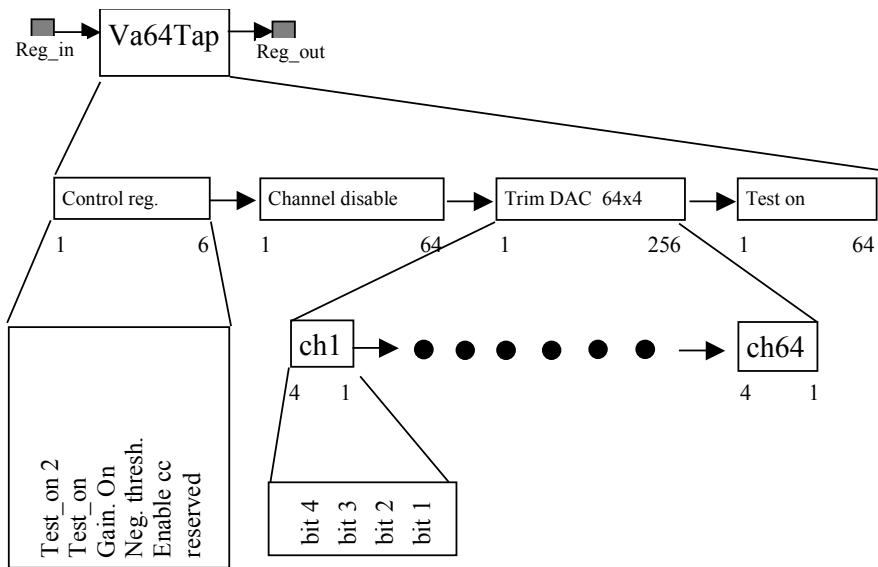 Va64Tap
Reg_in
Reg_out
Control reg.
Channel disable
Trim DAC 64x4
Test on
1
6
1
64
1
256
1
64
ch1
ch64
4
1
4
1
Test_on 2
Test_on
Gain. On
Neg. thresh.
Enable cc
reserved
bit 4
bit 3
bit 2
bit 1